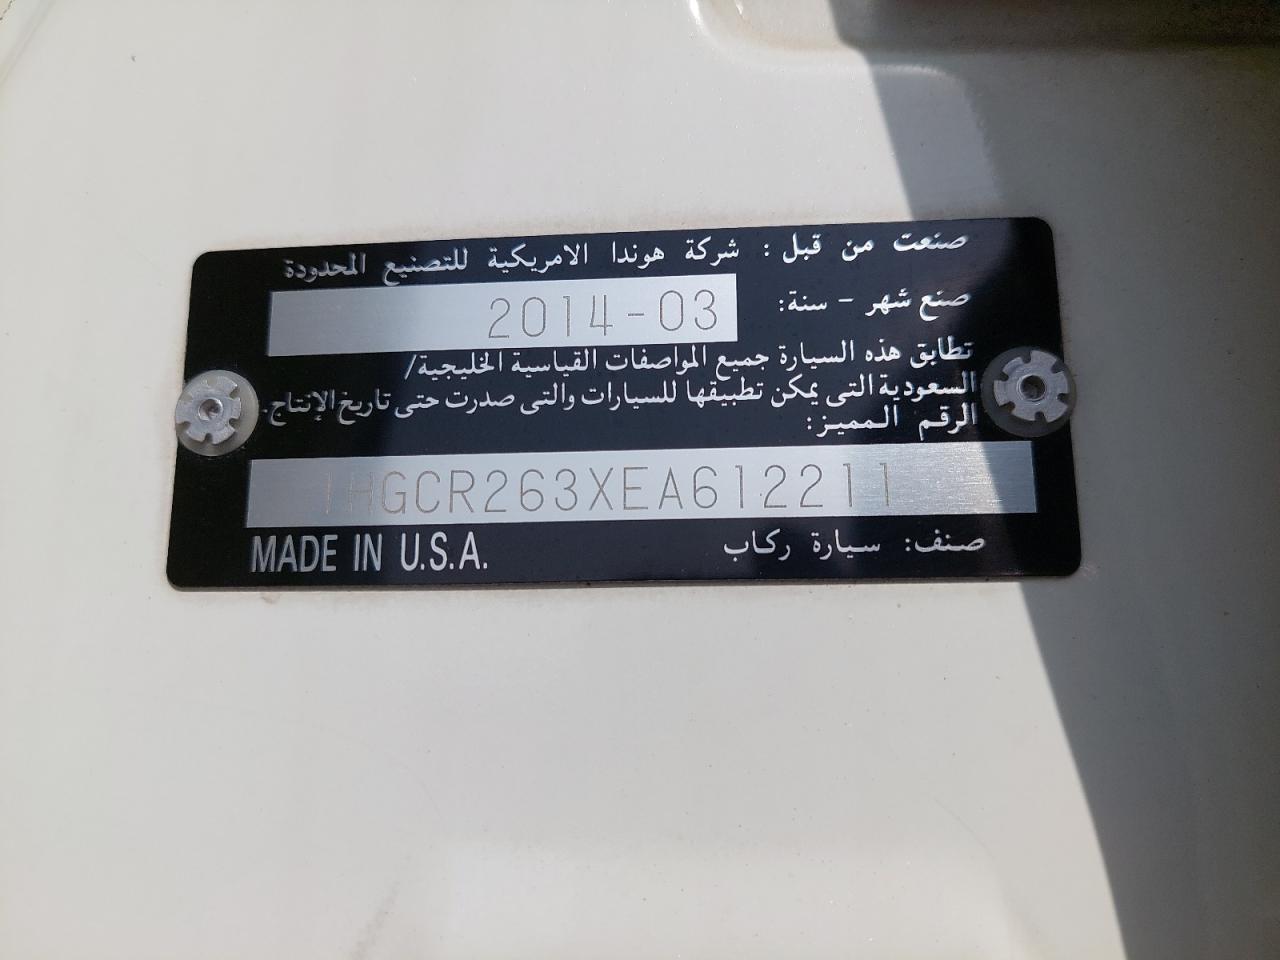 صنعت من قبل: شركة هوندا الامريكية للتصنيع المحدودة
صنع شهر - سنة: 2014-03
تطابق هذه السيارة جميع المواصفات القياسية الخليجية/
السعودية التى يمكن تطبيقها للسيارات والتى صدرت حتى تاريخ الإنتاج.
الرقم المميز:
1HGCR263XEA612211
صنف: سيارة ركاب MADE IN U.S.A.